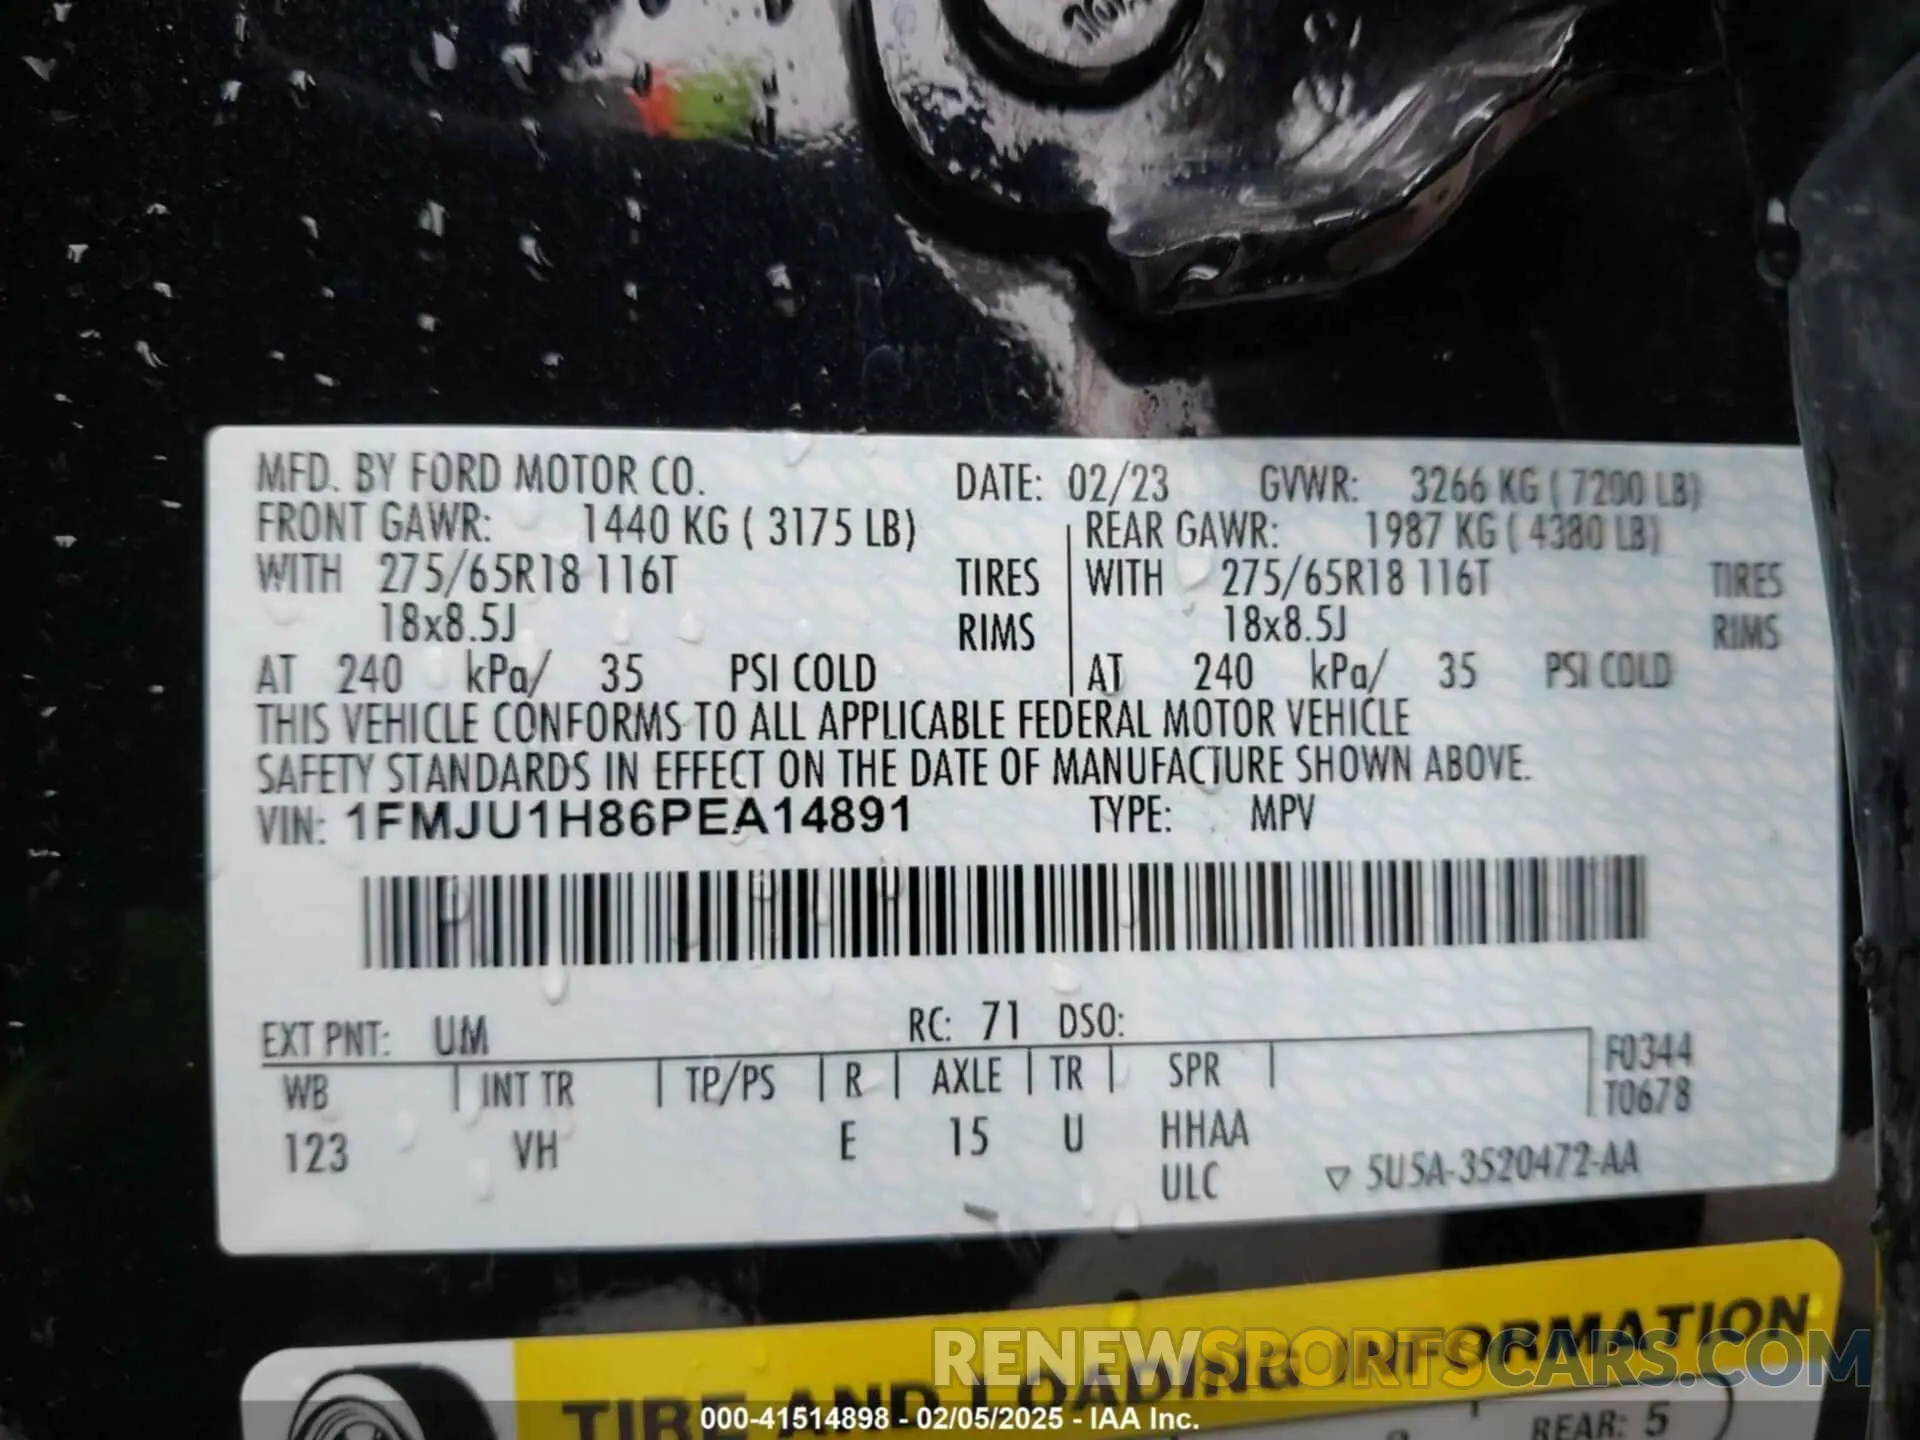 MFD. BY FORD MOTOR CO. DATE: 02/23 GVWR: 3266 KG ( 7200 LB)
FRONT GAWR: 1440 KG ( 3175 LB) REAR GAWR: 1987 KG ( 4380 LB)
WITH 275/65R18 116T TIRES WITH 275/65R18 116T TIRES
18x8.5J RIMS 18x8.5J RIMS
AT 240 kPa/ 35 PSI COLD AT 240 kPa/ 35 PSI COLD
THIS VEHICLE CONFORMS TO ALL APPLICABLE FEDERAL MOTOR VEHICLE
SAFETY STANDARDS IN EFFECT ON THE DATE OF MANUFACTURE SHOWN ABOVE.
VIN: 1FMJU1H86PEA14891 TYPE: MPV
EXT PNT: UM RC: 71 DSO:
WB INT TR TP/PS R AXLE TR SPR F0344
T0678
123 VH E 15 U HHAA
ULC ▽ 5U5A-3520472-AA
TIRE AND LOADING INFORMATION
RENEWSPORTSCARS.COM
000-41514898 - 02/05/2025 - IAA Inc.
REAR: 5